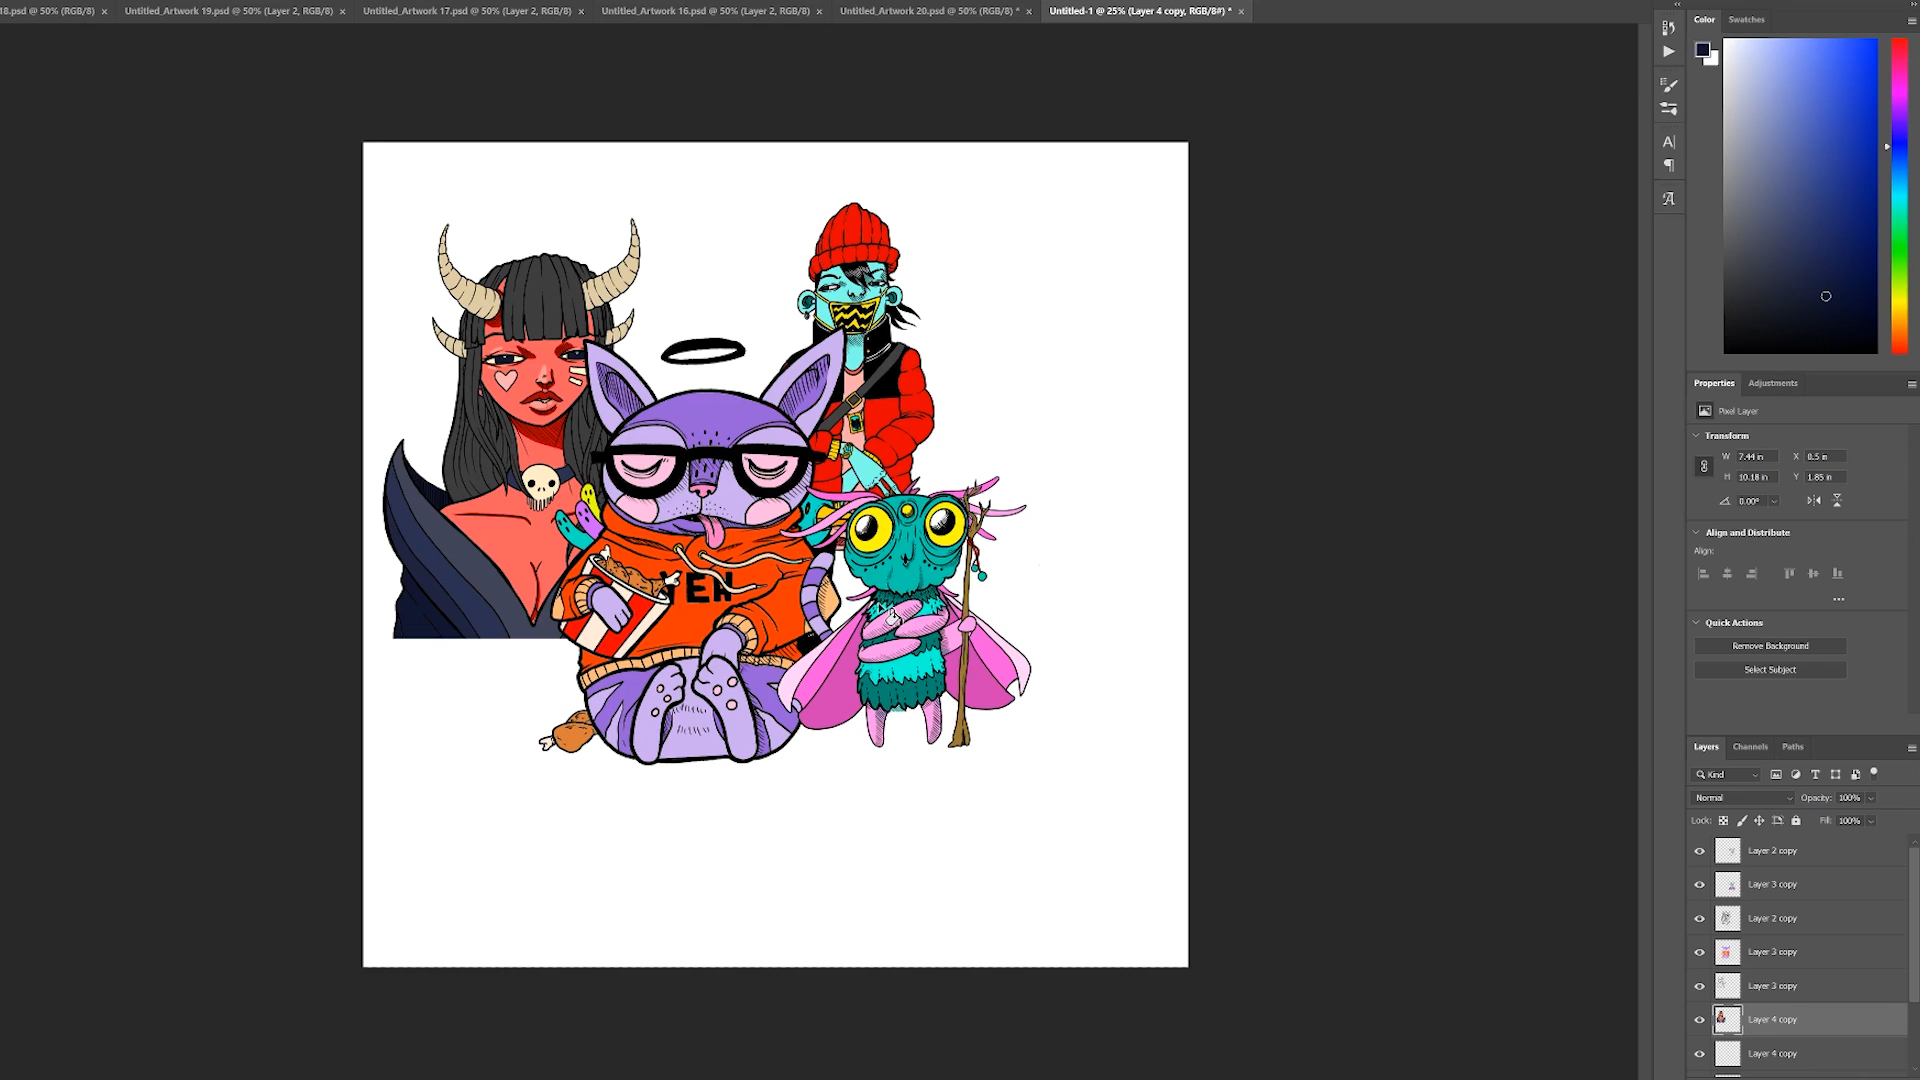 18.psd @ 50% (RGB/8) ×
Untitled_Artwork 19.psd @ 50% (Layer 2, RGB/8) ×
Untitled_Artwork 17.psd @ 50% (Layer 2, RGB/8) ×
Untitled_Artwork 16.psd @ 50% (Layer 2, RGB/8) ×
Untitled_Artwork 20.psd @ 50% (RGB/8) * ×
Untitled-1 @ 25% (Layer 4 copy, RGB/8#) * ×
Color Swatches
Properties Adjustments
Pixel Layer
Transform
W 7.44 in X 0.5 in
H 10.18 in Y 1.85 in
0.00°
Align and Distribute
Align:
Quick Actions
Remove Background
Select Subject
Layers Channels Paths
Kind
Normal Opacity: 100%
Lock: Fill: 100%
Layer 2 copy
Layer 3 copy
Layer 2 copy
Layer 3 copy
Layer 3 copy
Layer 4 copy
Layer 4 copy
YEH